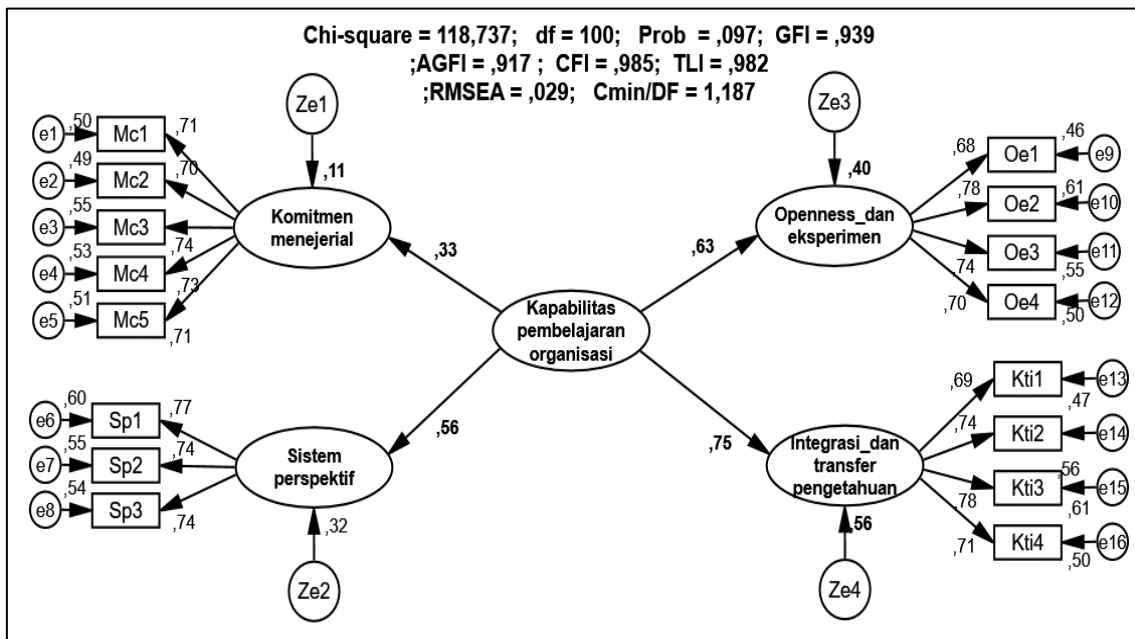 Chi-square = 118,737; df = 100; Prob = ,097; GFI = ,939
;AGFI = ,917 ; CFI = ,985; TLI = ,982
;RMSEA = ,029; Cmin/DF = 1,187
Ze1
Ze3
e1
,50
Mc1
,71
e2
,49
Mc2
,70
e3
,55
Mc3
,74
e4
,53
Mc4
,73
e5
,51
Mc5
,71
,11
Komitmen
menejerial
,33
,40
Openness_dan
eksperimen
,63
,68
Oe1
,46
e9
,78
Oe2
,61
e10
,74
Oe3
,55
e11
,70
Oe4
,50
e12
Kapabilitas
pembelajaran
organisasi
e6
,60
Sp1
,77
e7
,55
Sp2
,74
e8
,54
Sp3
,74
Sistem
perspektif
,56
,32
Ze2
,75
Integrasi_dan
transfer
pengetahuan
,56
Ze4
,69
Kti1
,47
e13
,74
Kti2
,56
e14
,78
Kti3
,61
e15
,71
Kti4
,50
e16